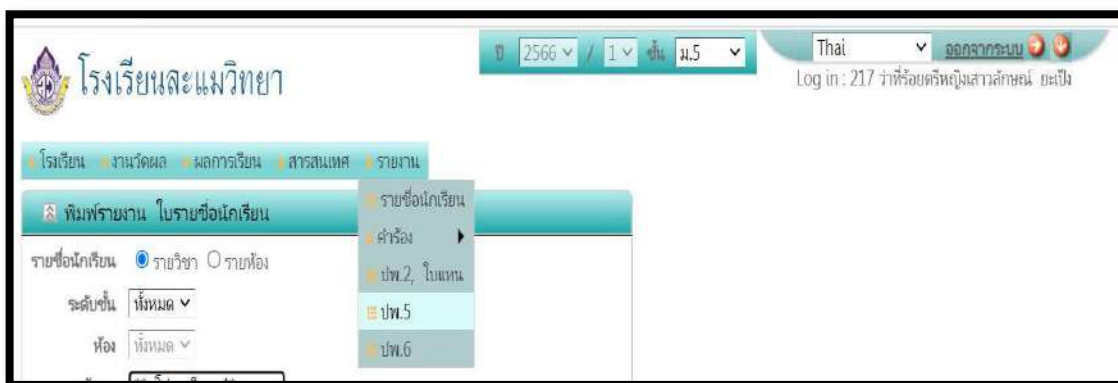 โรงเรียนละแมวิทยา
ปี 2566 / 1 ชั้น ม.5
Thai ออกจากระบบ
Log in : 217 ว่าที่ร้อยตรีหญิงเสาวลักษณ์ ยะเป็ง
โรงเรียน งานวัดผล ผลการเรียน สารสนเทศ รายงาน
รายชื่อนักเรียน
คำร้อง
ปพ.2, ใบแทน
ปพ.5
ปพ.6
พิมพ์รายงาน ใบรายชื่อนักเรียน
รายชื่อนักเรียน รายวิชา รายห้อง
ระดับชั้น ทั้งหมด
ห้อง ทั้งหมด